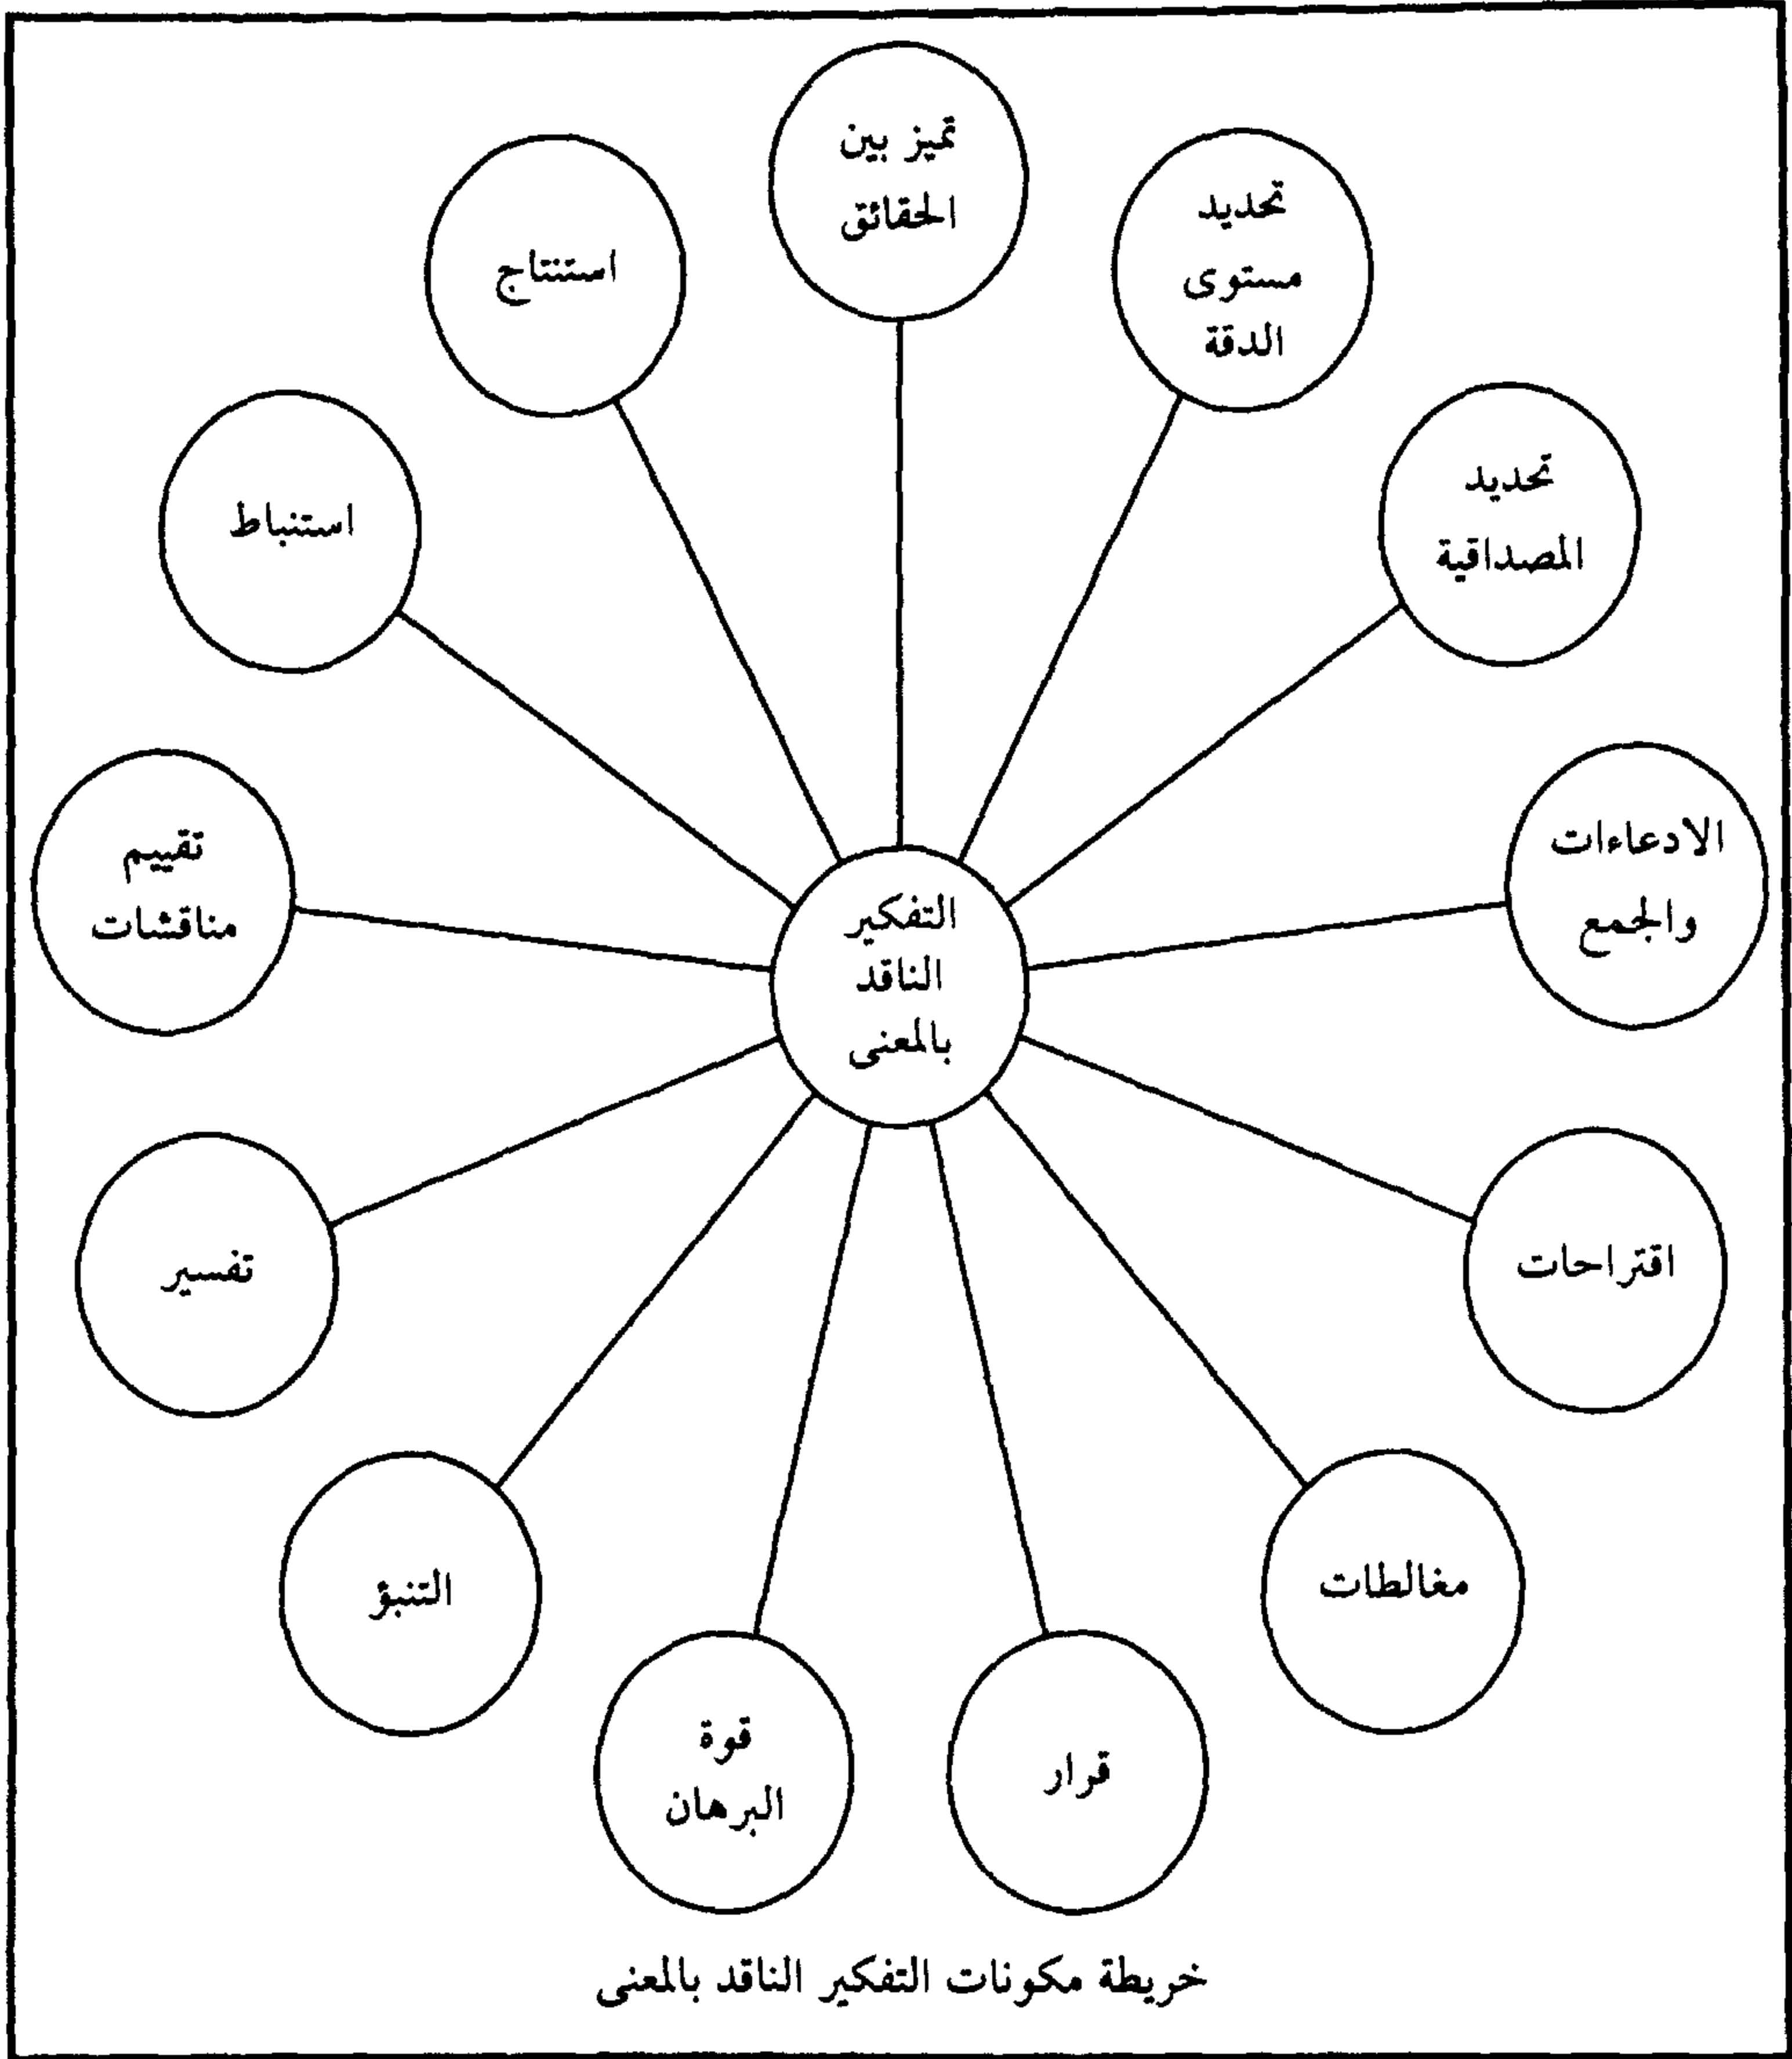 تميز بين
الحقائق
تحديد
مستوى
الدقة
تحديد
المصداقية
الادعاءات
والجمع
اقتراحات
مغالطات
قرار
قوة
البرهان
التنبؤ
تفسير
تقييم
مناقشات
استنباط
استنتاج
التفكير
الناقد
بالمعنى
خريطة مكونات التفكير الناقد بالمعنى